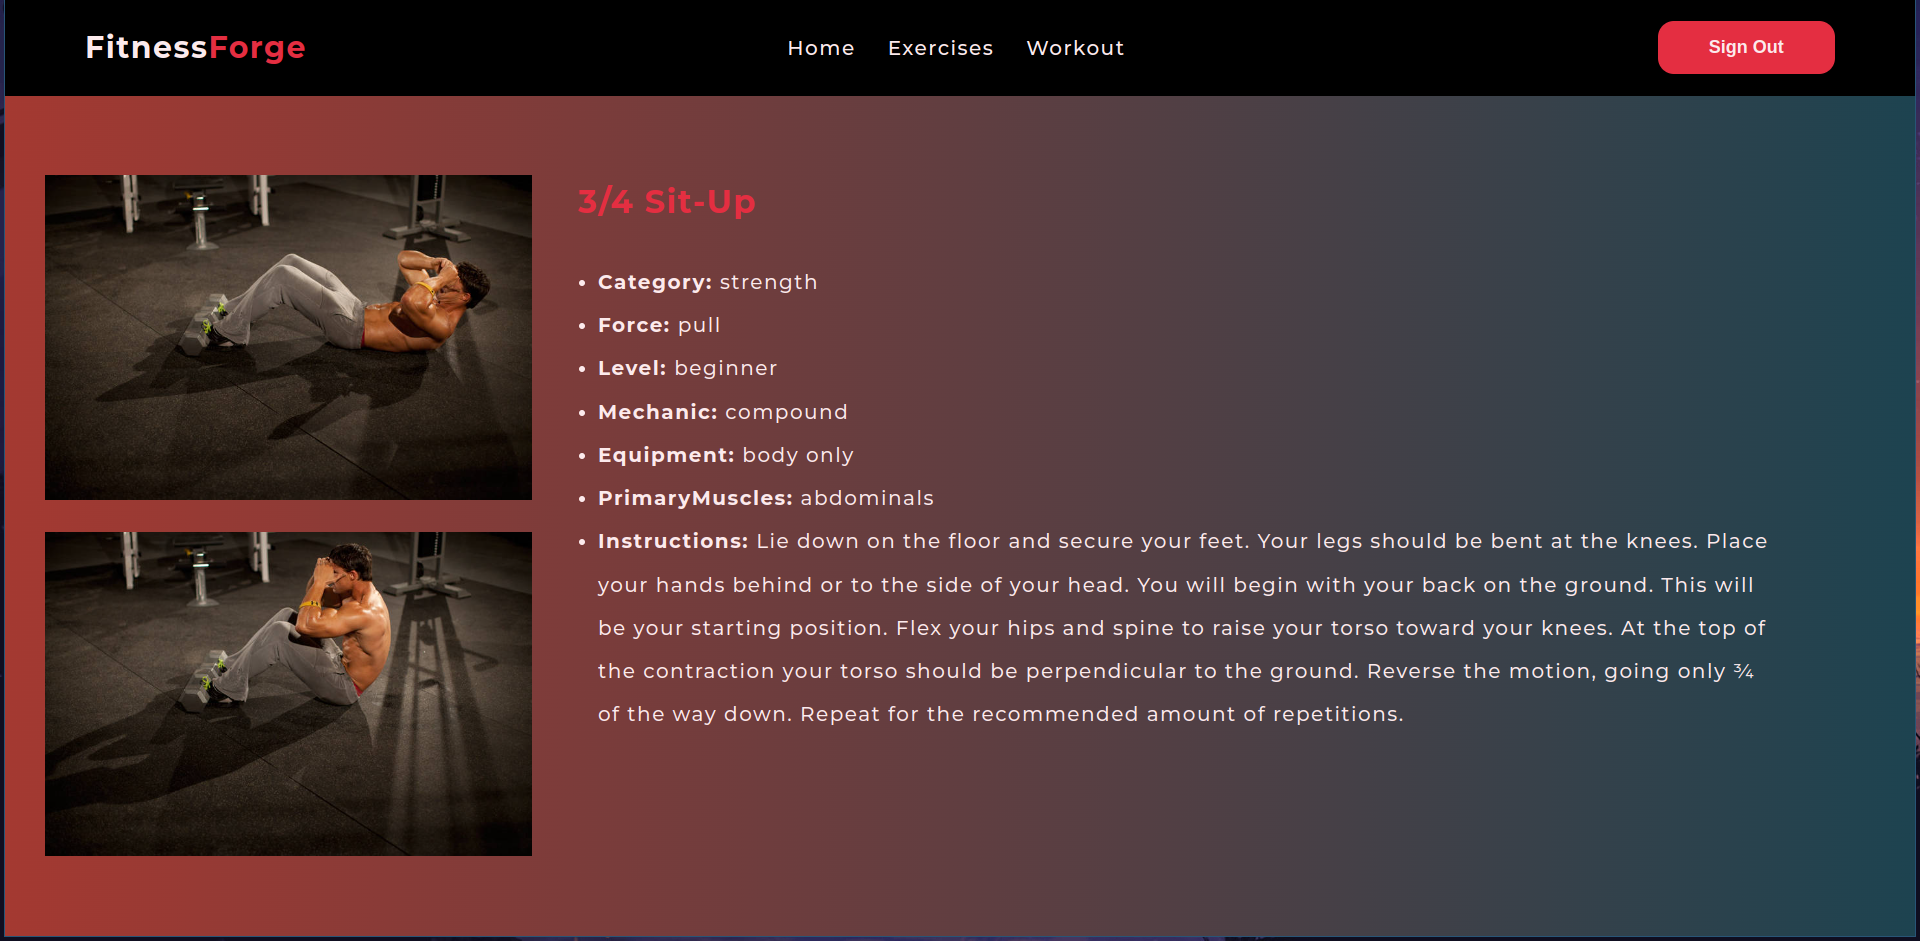 FitnessForge
Home Exercises Workout
Sign Out
3/4 Sit-Up
• Category: strength
• Force: pull
• Level: beginner
• Mechanic: compound
• Equipment: body only
• PrimaryMuscles: abdominals
• Instructions: Lie down on the floor and secure your feet. Your legs should be bent at the knees. Place
your hands behind or to the side of your head. You will begin with your back on the ground. This will
be your starting position. Flex your hips and spine to raise your torso toward your knees. At the top of
the contraction your torso should be perpendicular to the ground. Reverse the motion, going only ¾
of the way down. Repeat for the recommended amount of repetitions.